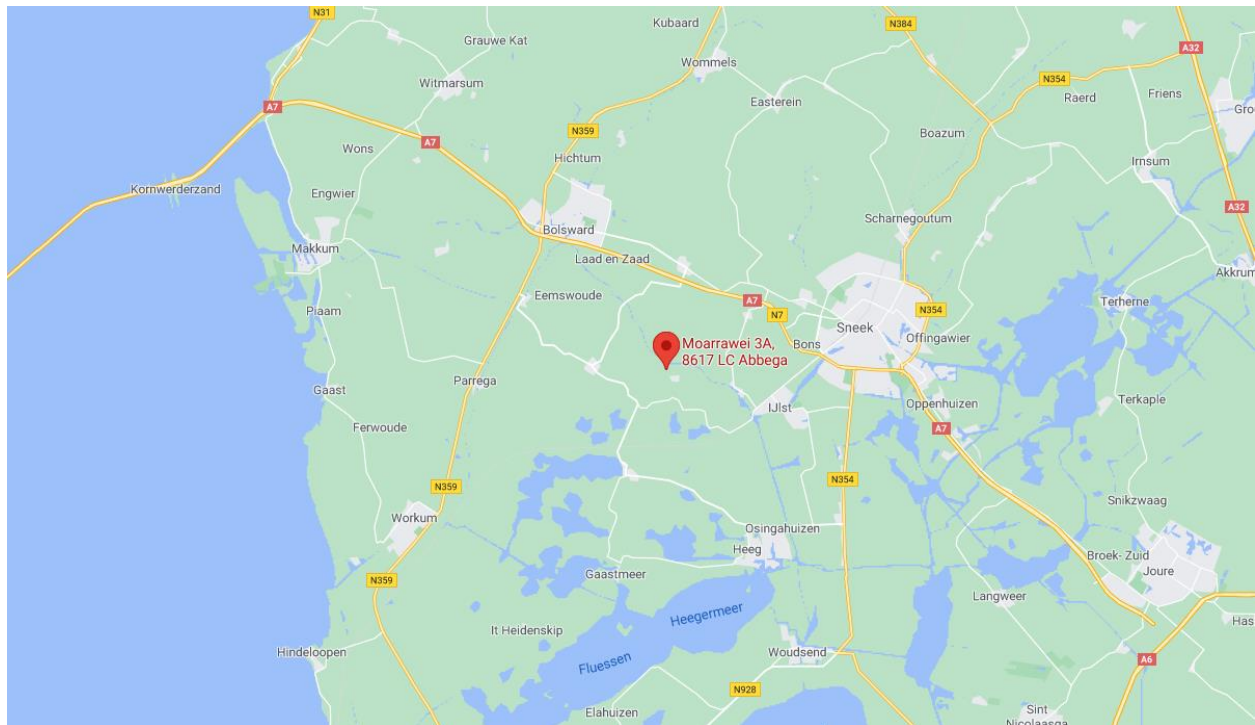 N31
Kubaard
N384
Grauwe Kat
A32
Wommels
Witmarsum
N354
Raerd
Friens
Easterein
A7
Gro
N359
Boazum
A7
Wons
Hichtum
Irnsum
Kornwerderzand
Engwier
A32
Scharnegoutum
Bolsward
Makkum
Laad en Zaad
Akkrum
Eemswoude
A7
Terherne
Piaam
N7
N354
Sneek
Offingawier
Bons
Moarrawei 3A,
8617 LC Abbega
Parrega
Gaast
IJlst
Oppenhuizen
Terkaple
Ferwoude
A7
N354
N359
Snikzwaag
Workum
Osingahuizen
Heeg
Broek- Zuid
Joure
Gaastmeer
N359
Langweer
Heegermeer
Has
It Heidenskip
Hindeloopen
Fluessen
Woudsend
A6
N928
Elahuizen
Sint
Nicolaasga